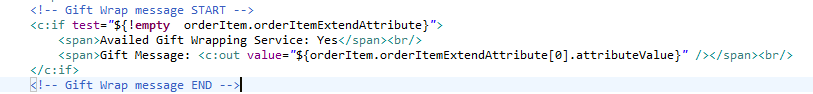 <!-- Gift Wrap message START -->
<c:if test="${!empty  orderItem.orderItemExtendAttribute}">
<span>Availed Gift Wrapping Service: Yes</span><br/>
<span>Gift Message: <c:out value="${orderItem.orderItemExtendAttribute[0].attributeValue}" /></span><br/>
</c:if>
<!-- Gift Wrap message END -->